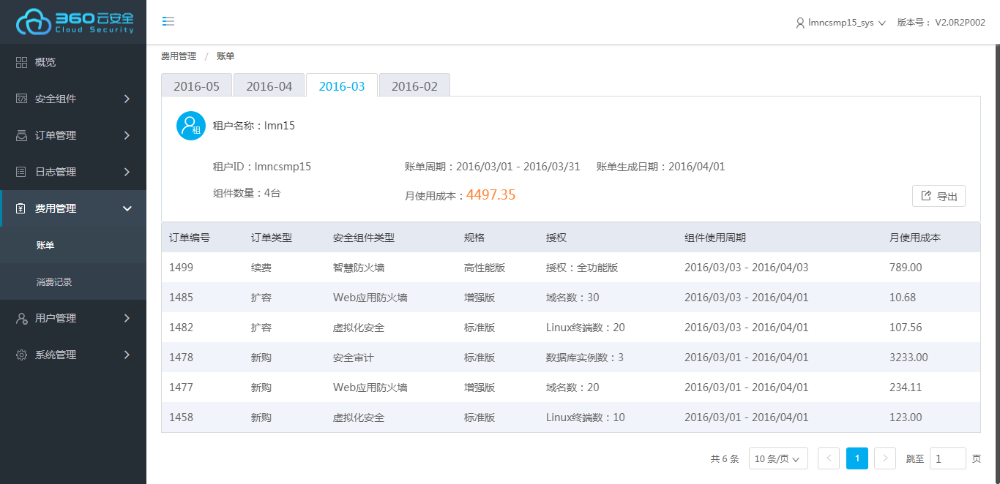 360云安全
Cloud Security
lmncsmp15_sys 版本号： V2.0R2P002
概览
安全组件
订单管理
日志管理
费用管理
账单
消费记录
用户管理
系统管理
费用管理 / 账单
2016-05 2016-04 2016-03 2016-02
租 租户名称：lmn15
租户ID：lmncsmp15 账单周期：2016/03/01 - 2016/03/31 账单生成日期：2016/04/01
组件数量：4台 月使用成本：4497.35 导出
订单编号 订单类型 安全组件类型 规格 授权 组件使用周期 月使用成本
1499 续费 智慧防火墙 高性能版 授权：全功能版 2016/03/03 - 2016/04/03 789.00
1485 扩容 Web应用防火墙 增强版 域名数：30 2016/03/03 - 2016/04/01 10.68
1482 扩容 虚拟化安全 标准版 Linux终端数：20 2016/03/03 - 2016/04/01 107.56
1478 新购 安全审计 标准版 数据库实例数：3 2016/03/01 - 2016/04/01 3233.00
1477 新购 Web应用防火墙 增强版 域名数：20 2016/03/01 - 2016/04/01 234.11
1458 新购 虚拟化安全 标准版 Linux终端数：10 2016/03/01 - 2016/04/01 123.00
共 6 条 10 条/页 < 1 > 跳至 1 页